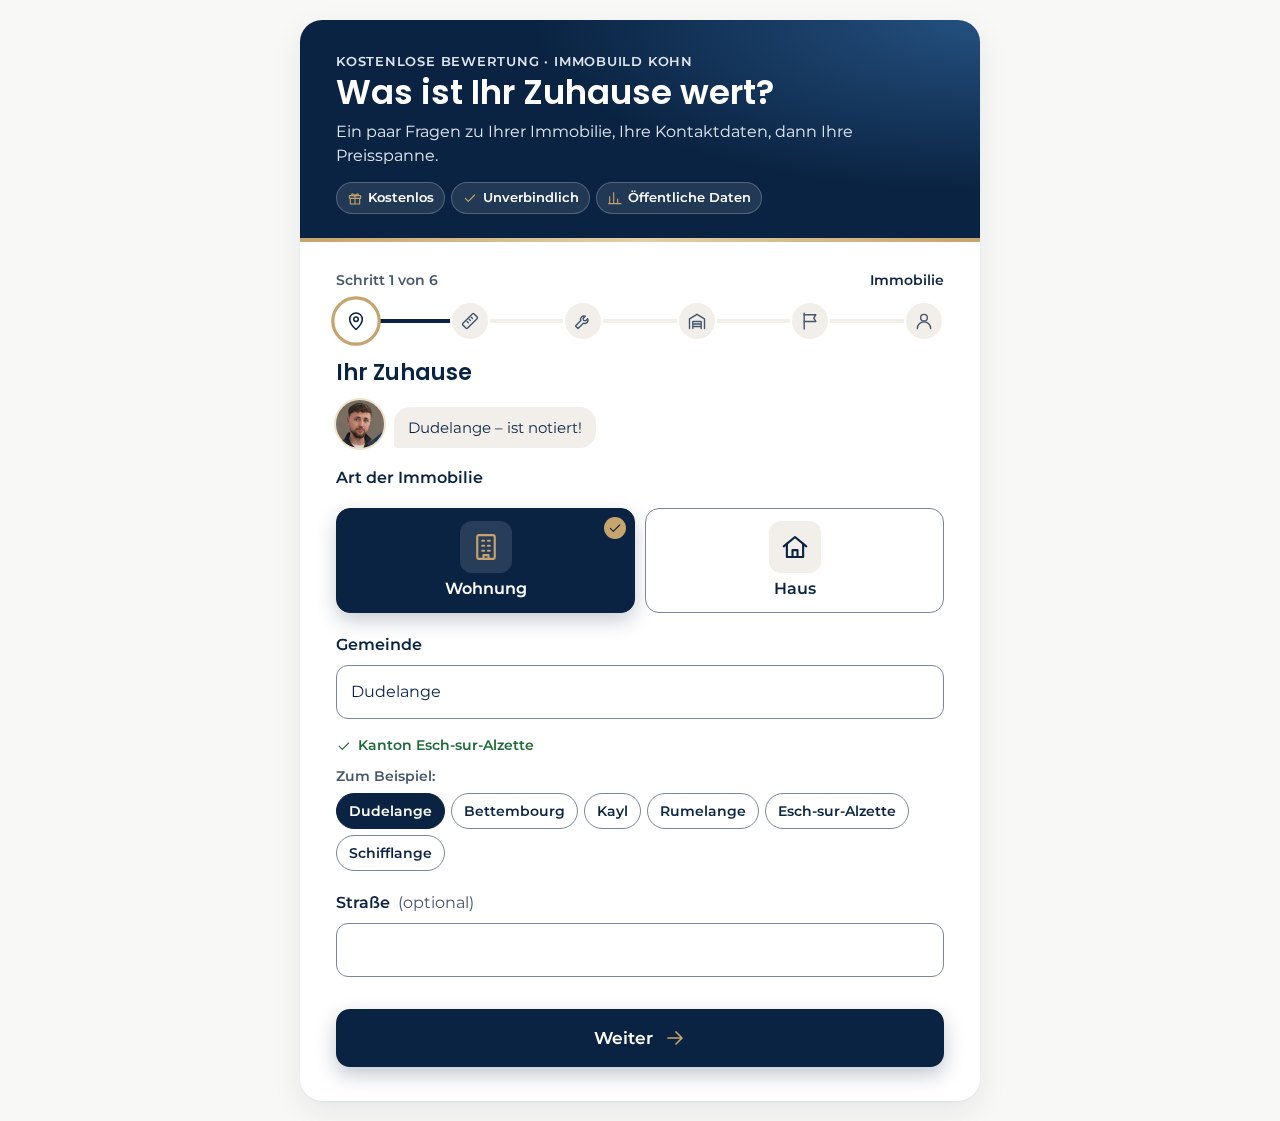 KOSTENLOSE BEWERTUNG · IMMOBUILD KOHN
Was ist Ihr Zuhause wert?
Ein paar Fragen zu Ihrer Immobilie, Ihre Kontaktdaten, dann Ihre
Preisspanne.
Kostenlos Unverbindlich Öffentliche Daten
Schritt 1 von 6 Immobilie
Ihr Zuhause
Dudelange – ist notiert!
Art der Immobilie
Wohnung Haus
Gemeinde
Dudelange
Kanton Esch-sur-Alzette
Zum Beispiel:
Dudelange Bettembourg Kayl Rumelange Esch-sur-Alzette
Schifflange
Straße (optional)
Weiter